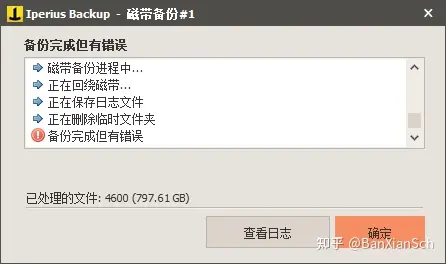 Iperius Backup - 磁带备份#1
备份完成但有错误
磁带备份进程中...
正在回绕磁带...
正在保存日志文件
正在删除临时文件夹
备份完成但有错误
已处理的文件: 4600 (797.61 GB)
查看日志
确定
知乎 @BanXianSch